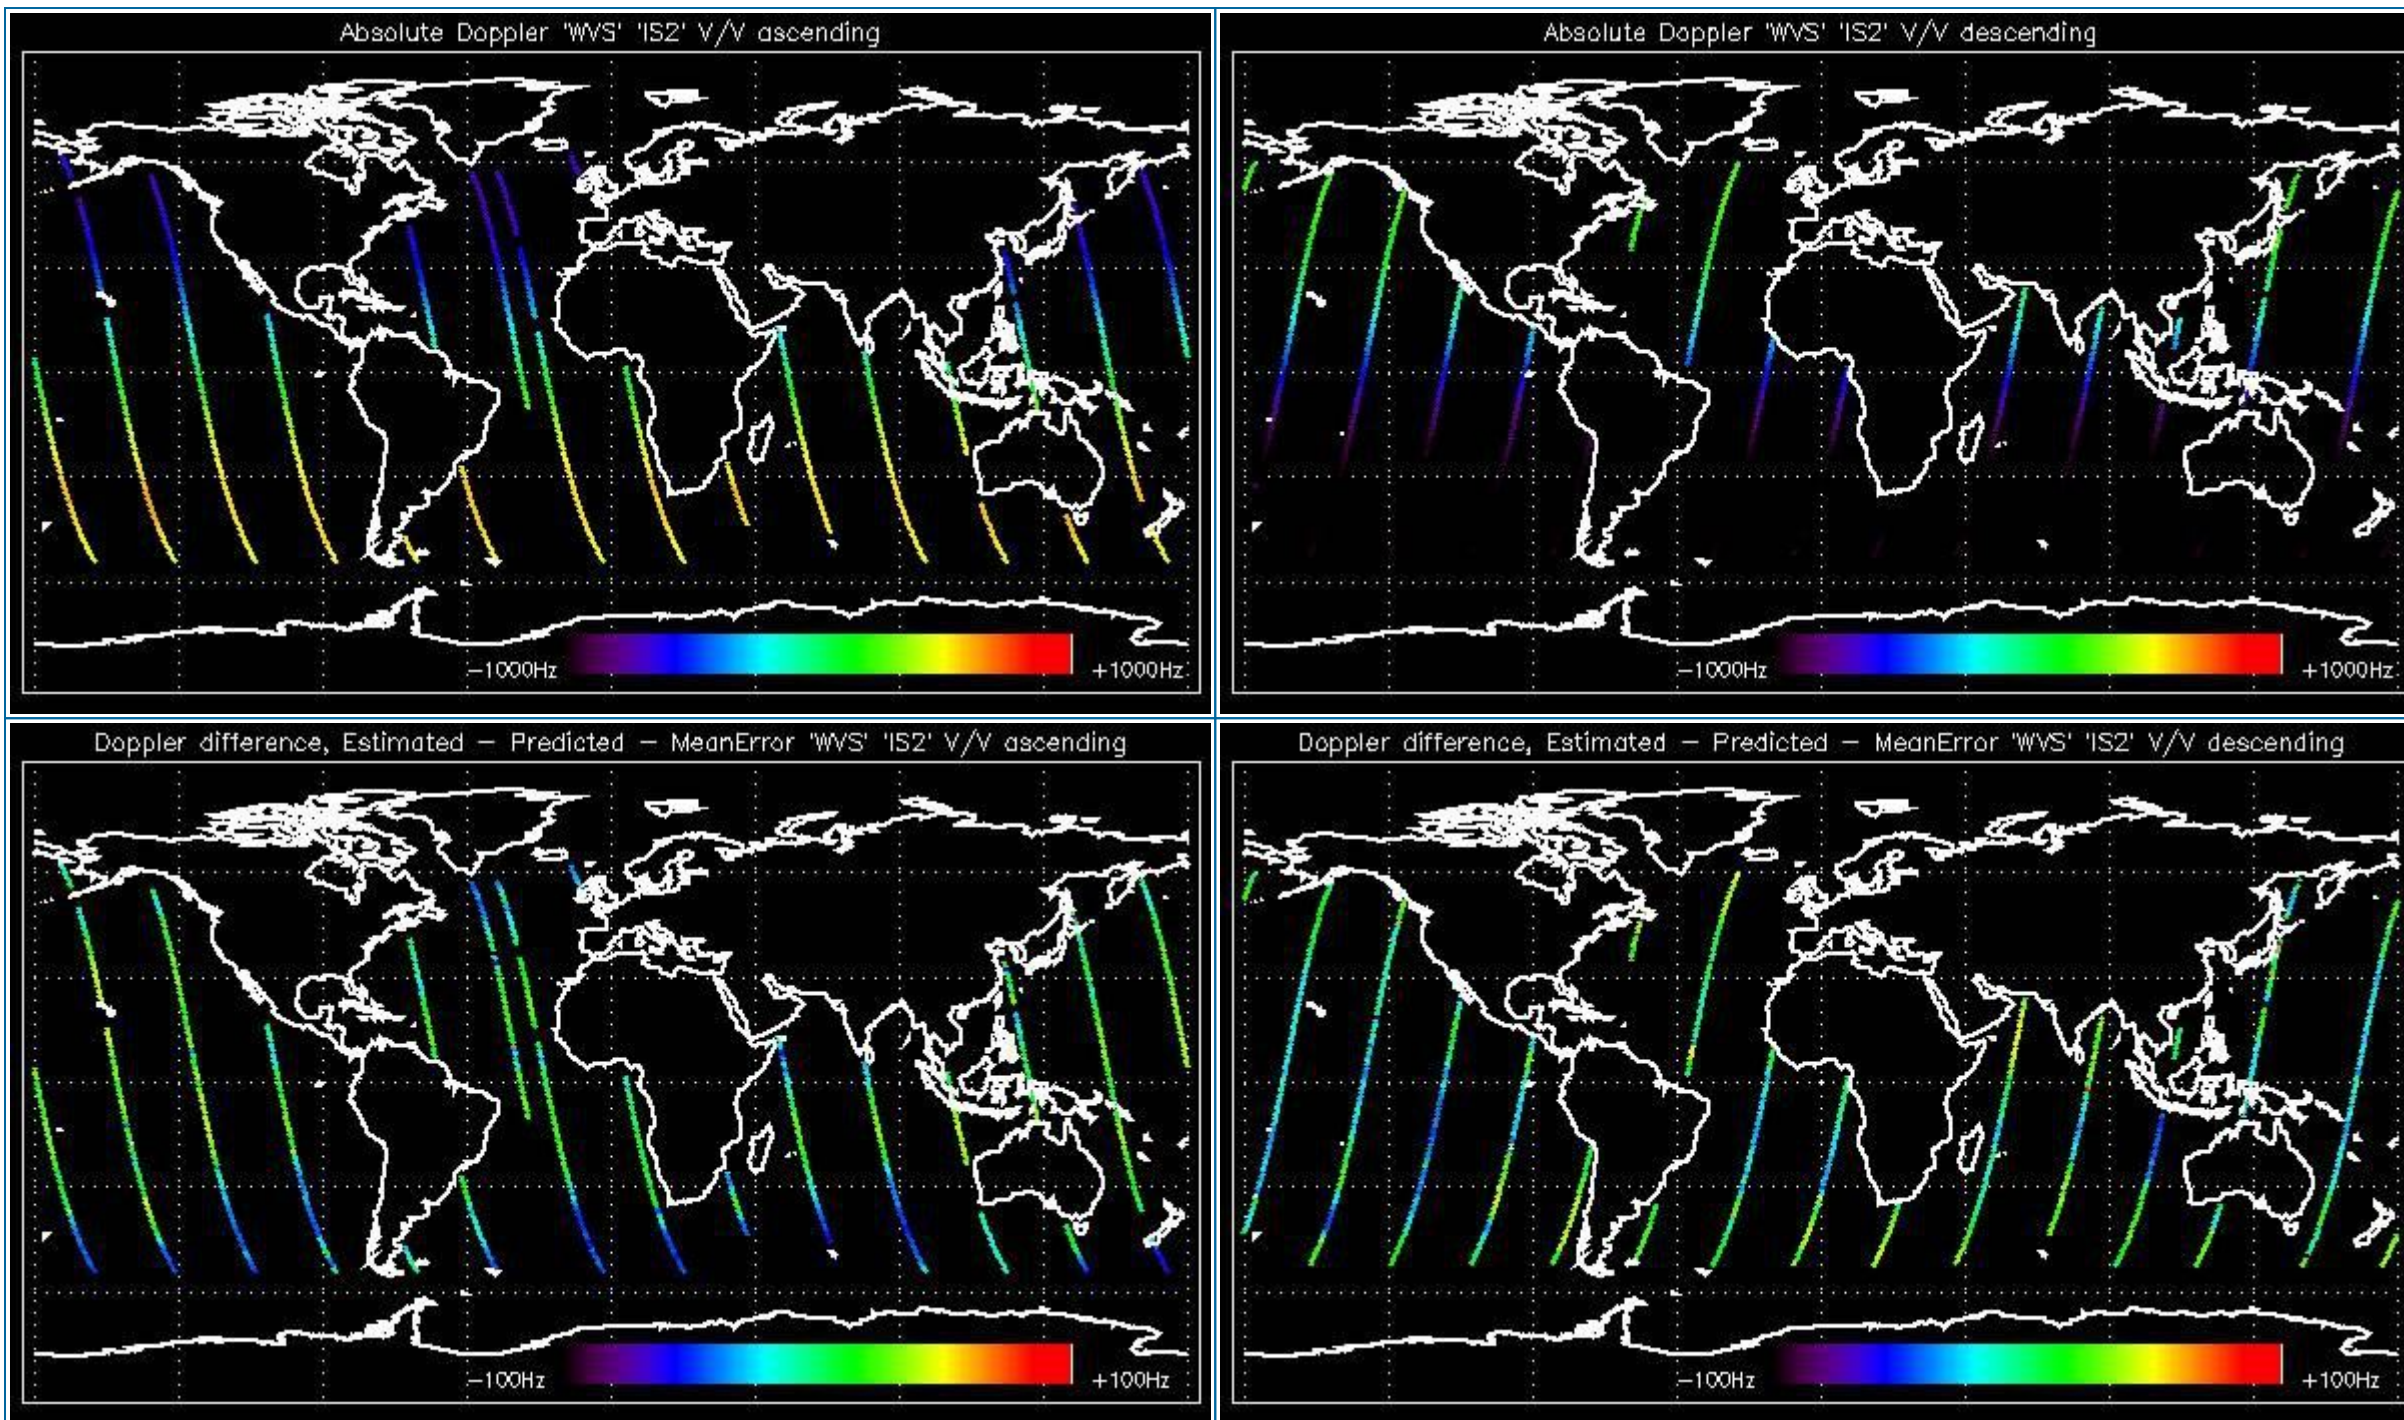 Absolute Doppler 'WVS' 'IS2' V/V ascending
-1000Hz
+1000Hz
Absolute Doppler 'WVS' 'IS2' V/V descending
-1000Hz
+1000Hz
Doppler difference, Estimated - Predicted - MeanError 'WVS' 'IS2' V/V ascending
-100Hz
+100Hz
Doppler difference, Estimated - Predicted - MeanError 'WVS' 'IS2' V/V descending
-100Hz
+100Hz